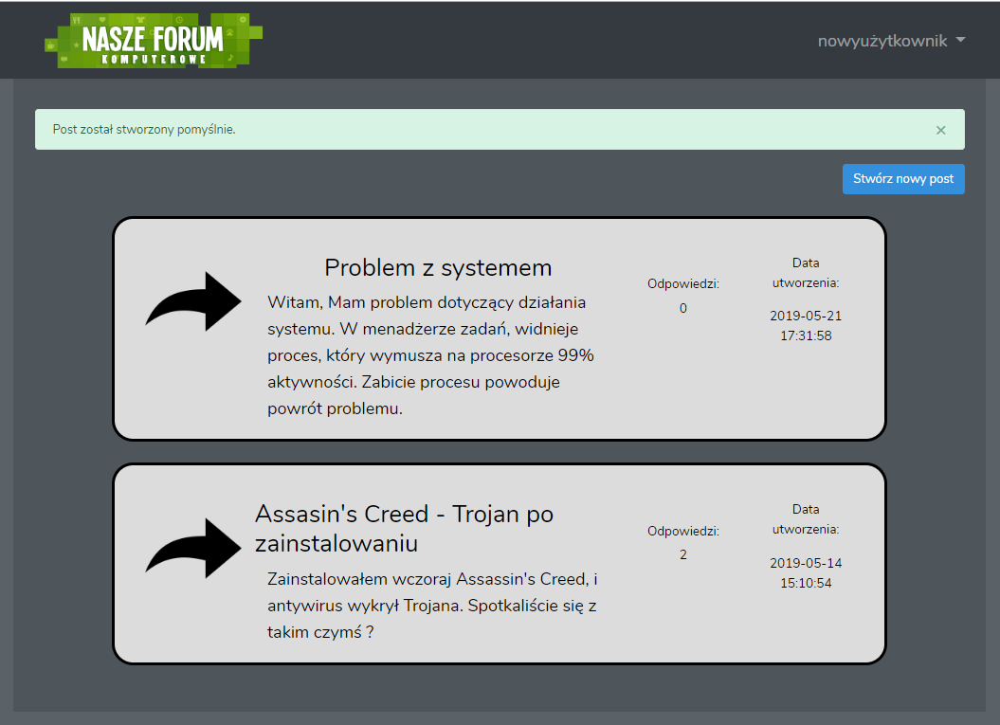 NASZE FORUM
KOMPUTEROWE
nowyużytkownik
Post został stworzony pomyślnie.
×
Stwórz nowy post
Problem z systemem
Witam, Mam problem dotyczący działania
systemu. W menadżerze zadań, widnieje
proces, który wymusza na procesorze 99%
aktywności. Zabicie procesu powoduje
powrót problemu.
Odpowiedzi:
0
Data
utworzenia:
2019-05-21
17:31:58
Assasin's Creed - Trojan po
zainstalowaniu
Zainstalowałem wczoraj Assassin's Creed, i
antywirus wykrył Trojana. Spotkaliście się z
takim czymś ?
Odpowiedzi:
2
Data
utworzenia:
2019-05-14
15:10:54